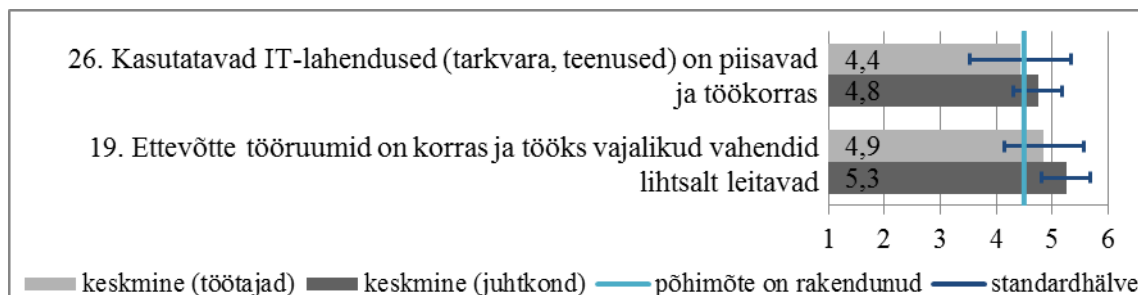 26. Kasutatavad IT-lahendused (tarkvara, teenused) on piisavad
ja töökorras
4,4
4,8
19. Ettevõtte tööruumid on korras ja tööks vajalikud vahendid
lihtsalt leitavad
4,9
5,3
1 2 3 4 5 6
keskmine (töötajad) keskmine (juhtkond) põhimõte on rakendunud standardhälve